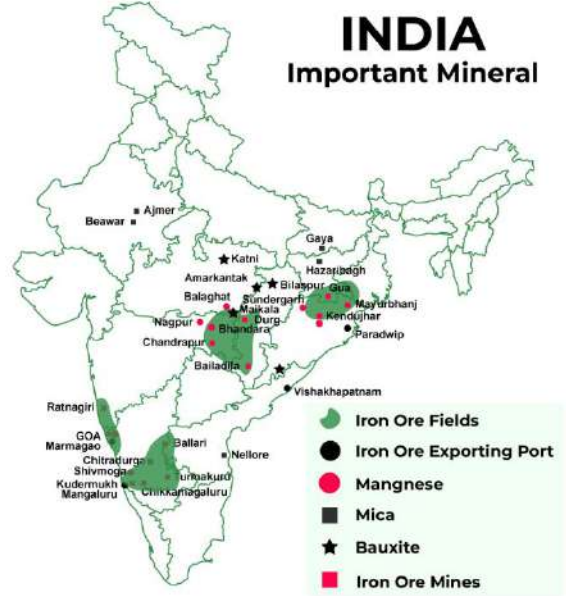 INDIA
Important Mineral
Ajmer
Beawar
Gaya
Katni
Hazaribagh
Amarkantak
Bilaspur
Gua
Balaghat
Sundergarh
Mayurbhanj
Maikala
Durg
Kendujhar
Nagpur
Bhandara
Paradwip
Chandrapur
Bailadila
Vishakhapatnam
Ratnagiri
GOA
Marmagao
Ballari
Nellore
Chitradurga
Shivmoga
Tumakuru
Kudermukh
Chikkamagaluru
Mangaluru
Iron Ore Fields
Iron Ore Exporting Port
Mangnese
Mica
Bauxite
Iron Ore Mines